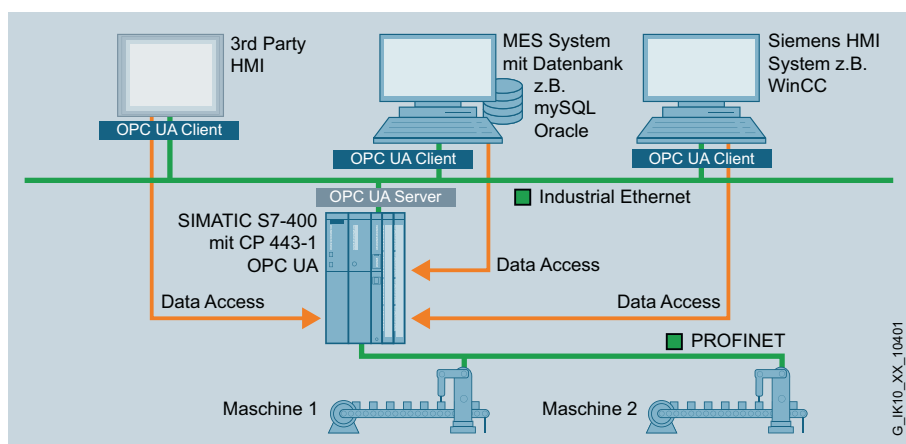 3rd Party
HMI
OPC UA Client
MES System
mit Datenbank
z.B.
mySQL
Oracle
OPC UA Client
Siemens HMI
System z.B.
WinCC
OPC UA Client
OPC UA Server
Industrial Ethernet
SIMATIC S7-400
mit CP 443-1
OPC UA
Data Access
Data Access
Data Access
PROFINET
Maschine 1
Maschine 2
G_IK10_XX_10401